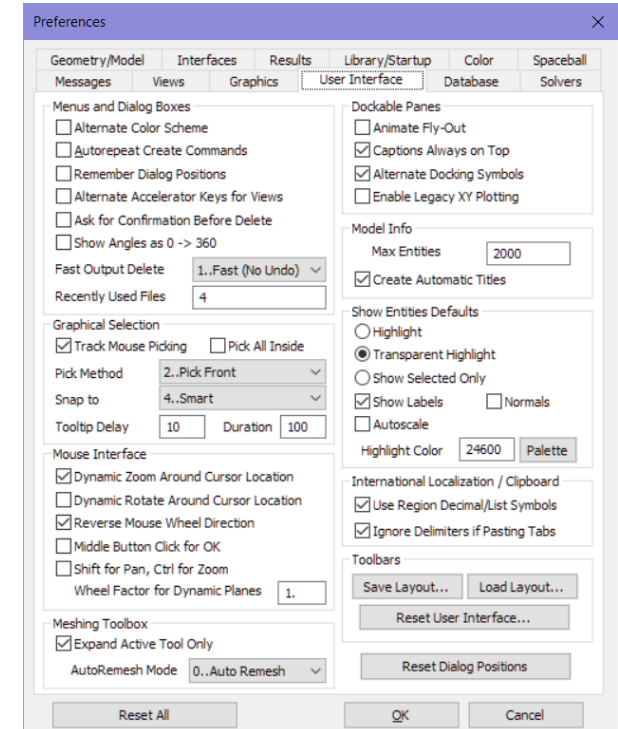 Preferences
Geometry/Model Interfaces Results Library/Startup Color Spaceball
Messages Views Graphics User Interface Database Solvers
Menus and Dialog Boxes
Alternate Color Scheme
Autorepeat Create Commands
Remember Dialog Positions
Alternate Accelerator Keys for Views
Ask for Confirmation Before Delete
Show Angles as 0 -> 360
Fast Output Delete 1..Fast (No Undo)
Recently Used Files 4
Graphical Selection
Track Mouse Picking Pick All Inside
Pick Method 2..Pick Front
Snap to 4..Smart
Tooltip Delay 10 Duration 100
Mouse Interface
Dynamic Zoom Around Cursor Location
Dynamic Rotate Around Cursor Location
Reverse Mouse Wheel Direction
Middle Button Click for OK
Shift for Pan, Ctrl for Zoom
Wheel Factor for Dynamic Planes 1.
Meshing Toolbox
Expand Active Tool Only
AutoRemesh Mode 0..Auto Remesh
Dockable Panes
Animate Fly-Out
Captions Always on Top
Alternate Docking Symbols
Enable Legacy XY Plotting
Model Info
Max Entities 2000
Create Automatic Titles
Show Entities Defaults
Highlight
Transparent Highlight
Show Selected Only
Show Labels Normals
Autoscale
Highlight Color 24600 Palette
International Localization / Clipboard
Use Region Decimal/List Symbols
Ignore Delimiters if Pasting Tabs
Toolbars
Save Layout... Load Layout...
Reset User Interface...
Reset Dialog Positions
Reset All OK Cancel